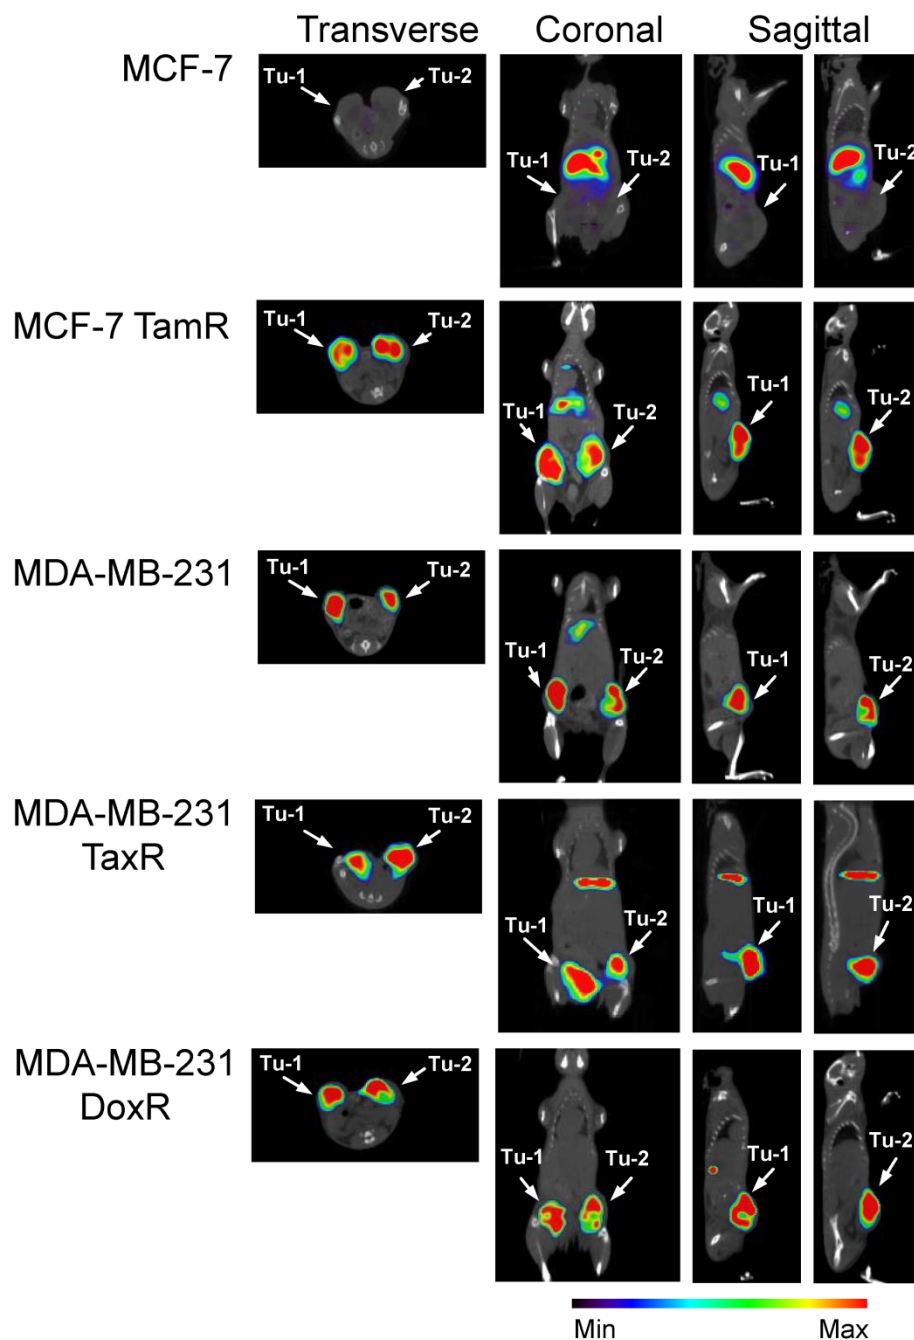 Transverse Coronal Sagittal
MCF-7
Tu-1 Tu-2 Tu-1 Tu-2 Tu-1 Tu-2
MCF-7 TamR
Tu-1 Tu-2 Tu-1 Tu-2 Tu-1 Tu-2
MDA-MB-231
Tu-1 Tu-2 Tu-1 Tu-2 Tu-1 Tu-2
MDA-MB-231
TaxR
Tu-1 Tu-2 Tu-1 Tu-2 Tu-1 Tu-2
MDA-MB-231
DoxR
Tu-1 Tu-2 Tu-1 Tu-2 Tu-1 Tu-2
Min Max